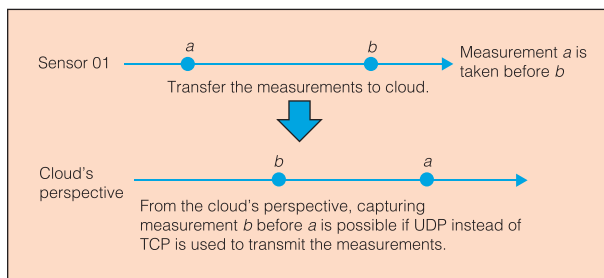 a
b
Sensor 01
Measurement a is
taken before b
Transfer the measurements to cloud.
b
a
Cloud's
perspective
From the cloud's perspective, capturing
measurement b before a is possible if UDP instead of
TCP is used to transmit the measurements.